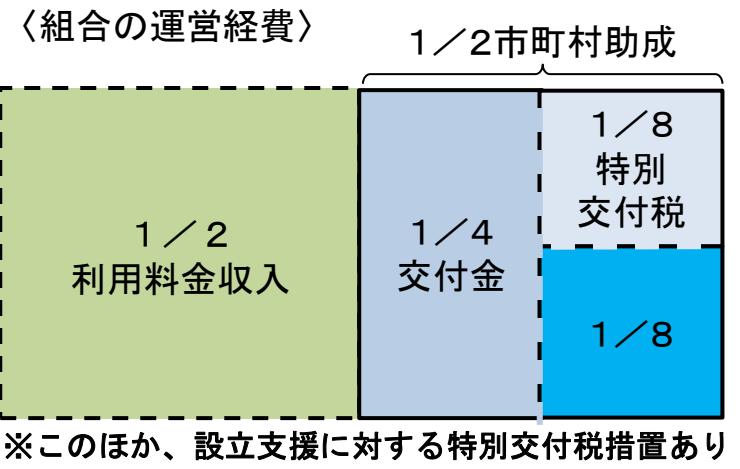 〈組合の運営経費〉
1／2市町村助成
1／2
利用料金収入
1／4
交付金
1／8
特別
交付税
1／8
※このほか、設立支援に対する特別交付税措置あり